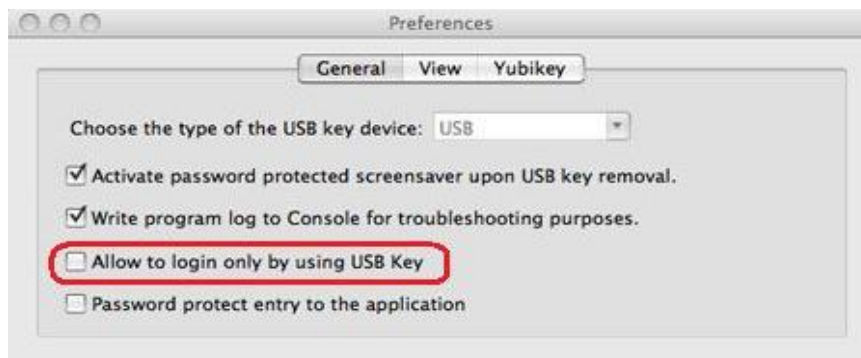 Preferences
General View Yubikey
Choose the type of the USB key device: USB
Activate password protected screensaver upon USB key removal.
Write program log to Console for troubleshooting purposes.
Allow to login only by using USB Key
Password protect entry to the application